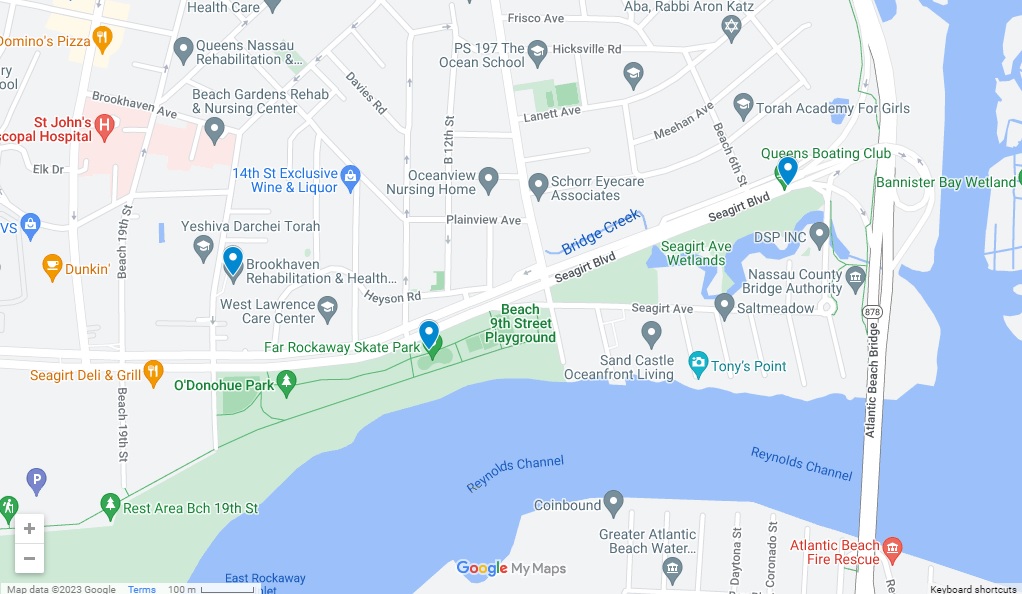 Health Care
Frisco Ave
Aba, Rabbi Aron Katz
Domino's Pizza
Queens Nassau
Rehabilitation &...
PS 197 The
Ocean School
Hicksville Rd
Davies Rd
Brookhaven Ave
Beach Gardens Rehab
& Nursing Center
Lanett Ave
Meehan Ave
Torah Academy For Girls
St John's
scopal Hospital
H
B 12th St
Beach 6th St
Queens Boating Club
Elk Dr
14th St Exclusive
Wine & Liquor
Oceanview
Nursing Home
Schorr Eyecare
Associates
Bannister Bay Wetland
Beach 19th St
VS
Yeshiva Darchei Torah
Plainview Ave
Bridge Creek
Seagirt Blvd
DSP INC
Seagirt Ave
Wetlands
Dunkin'
Brookhaven
Rehabilitation & Health...
Seagirt Blvd
Nassau County
Bridge Authority
Heyson Rd
West Lawrence
Care Center
Beach
9th Street
Playground
Seagirt Ave
Saltmeadow
878
Far Rockaway Skate Park
Sand Castle
Oceanfront Living
Tony's Point
Seagirt Deli & Grill
O'Donohue Park
Atlantic Beach Bridge
Beach 19th St
Reynolds Channel
Reynolds Channel
P
Rest Area Bch 19th St
Coinbound
Greater Atlantic
Beach Water...
Daytona St
Coronado St
Atlantic Beach
Fire Rescue
+
−
East Rockaway
Google My Maps
Map data ©2023 Google
Terms
100 m
Keyboard shortcuts